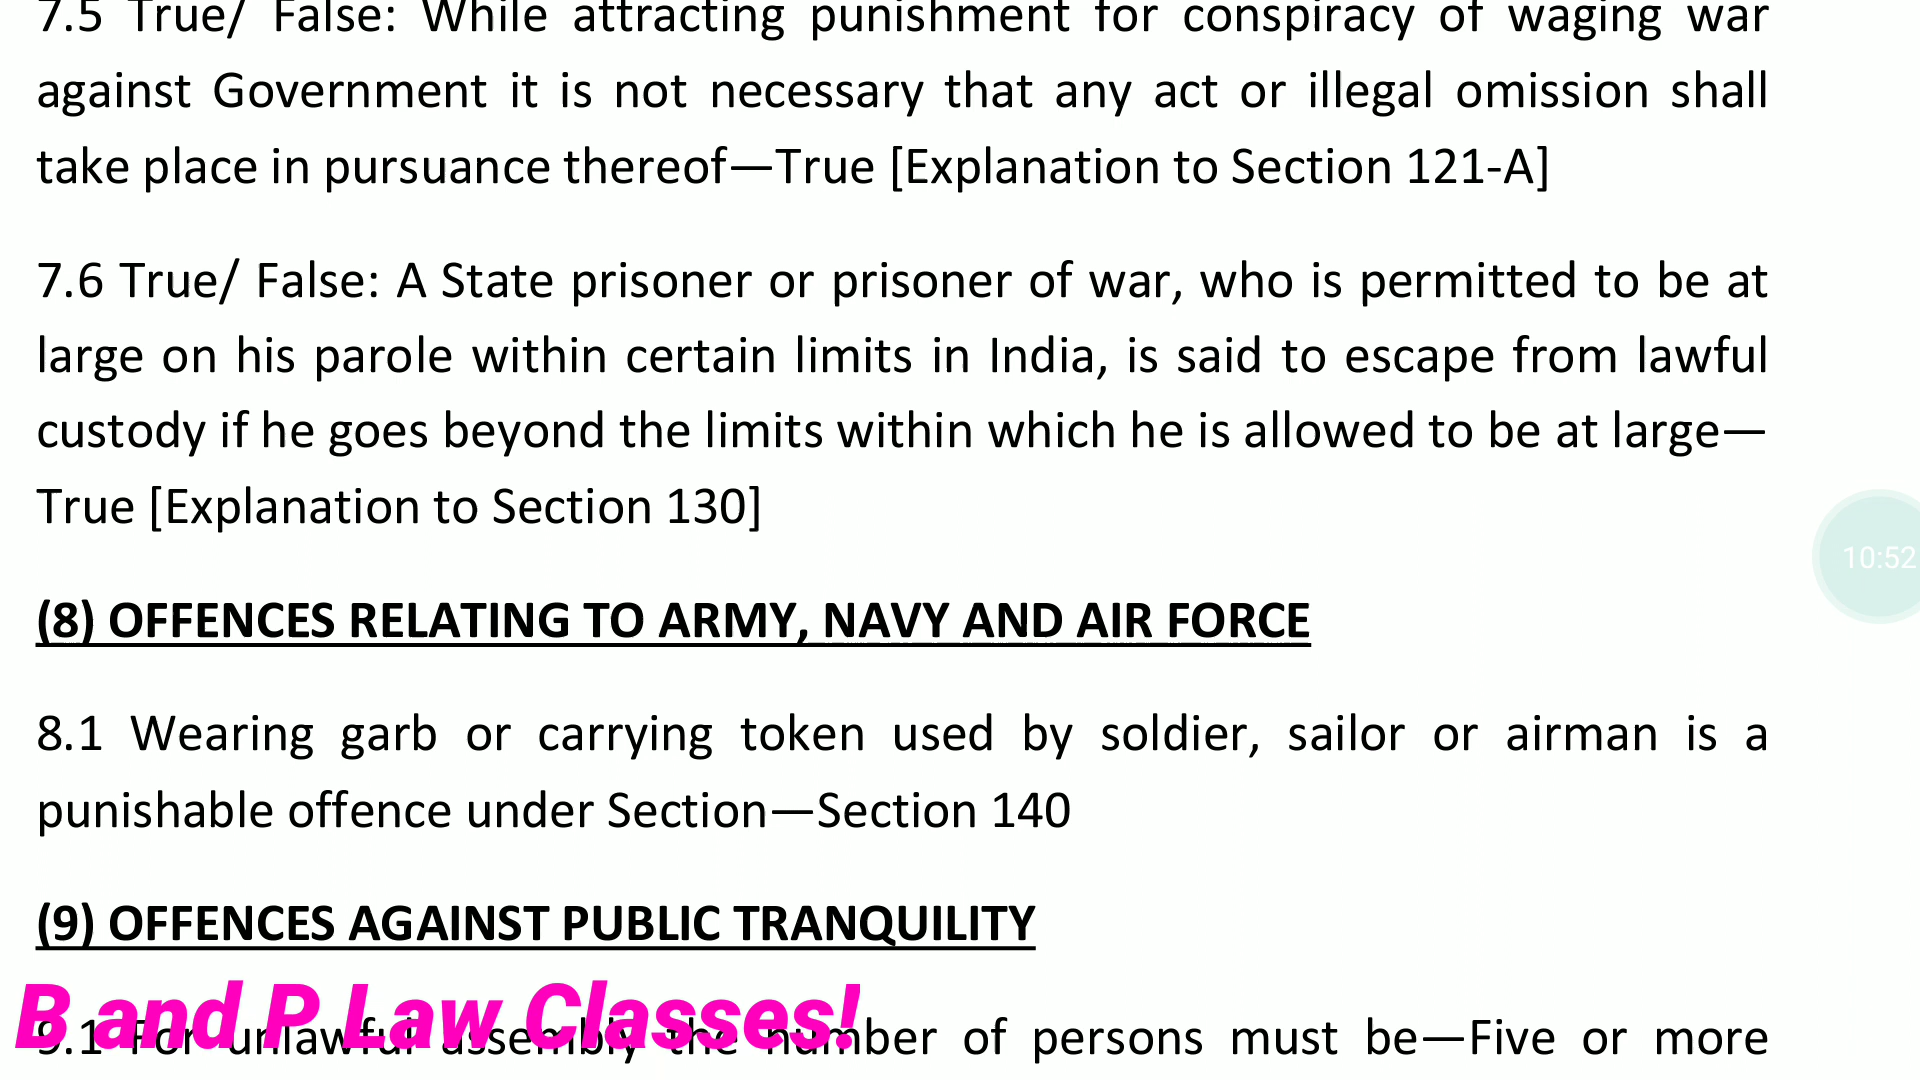 7.5 True/ False: While attracting punishment for conspiracy of waging war
against Government it is not necessary that any act or illegal omission shall
take place in pursuance thereof—True [Explanation to Section 121-A]
7.6 True/ False: A State prisoner or prisoner of war, who is permitted to be at
large on his parole within certain limits in India, is said to escape from lawful
custody if he goes beyond the limits within which he is allowed to be at large—
True [Explanation to Section 130]
10:52
(8) OFFENCES RELATING TO ARMY, NAVY AND AIR FORCE
8.1 Wearing garb or carrying token used by soldier, sailor or airman is a
punishable offence under Section—Section 140
(9) OFFENCES AGAINST PUBLIC TRANQUILITY
B and P Law Classes!
9.1 For unlawful assembly the number of persons must be—Five or more